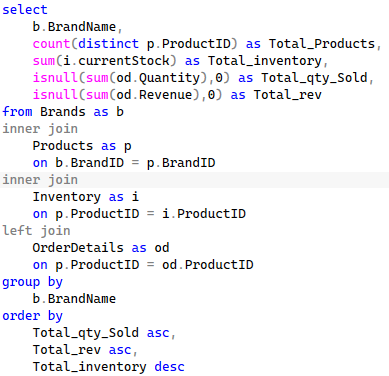 select
    b.BrandName,
    count(distinct p.ProductID) as Total_Products,
    sum(i.currentStock) as Total_inventory,
    isnull(sum(od.Quantity),0) as Total_qty_Sold,
    isnull(sum(od.Revenue),0) as Total_rev
from Brands as b
inner join
    Products as p
    on b.BrandID = p.BrandID
inner join
    Inventory as i
    on p.ProductID = i.ProductID
left join
    OrderDetails as od
    on p.ProductID = od.ProductID
group by
    b.BrandName
order by
    Total_qty_Sold asc,
    Total_rev asc,
    Total_inventory desc